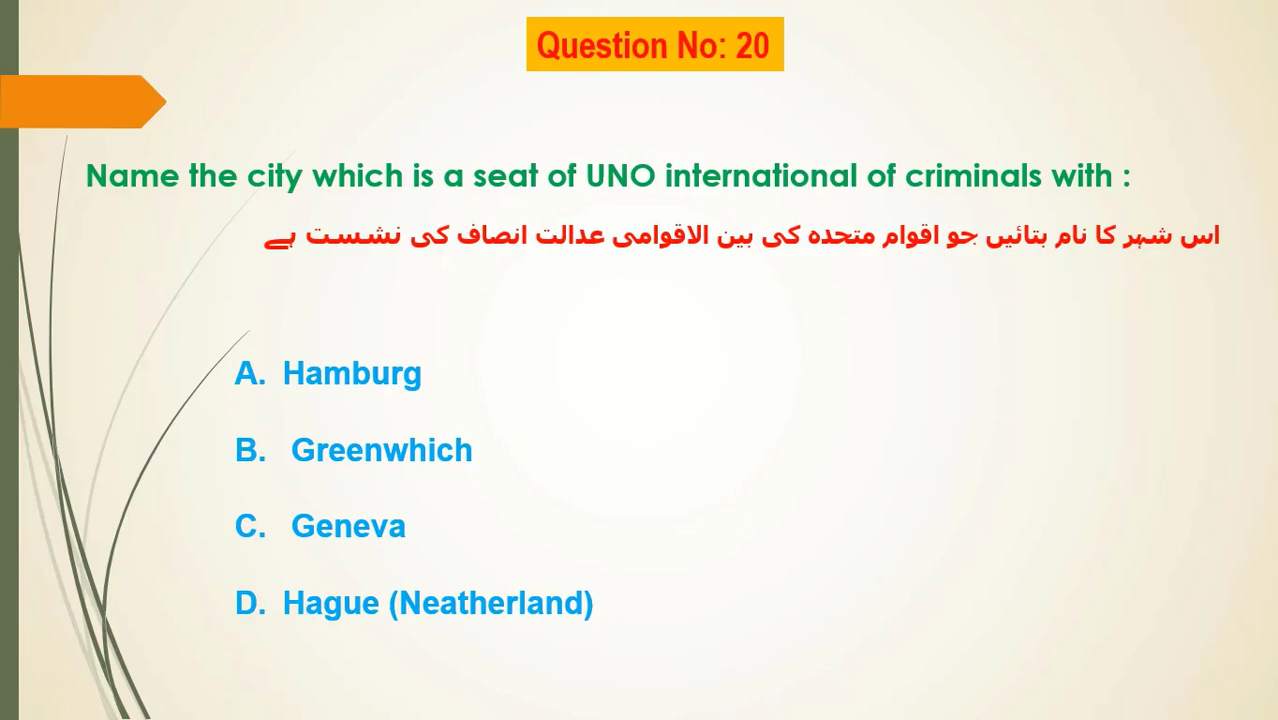 Question No: 20
Name the city which is a seat of UNO international of criminals with :
اس شہر کا نام بتائیں جو اقوام متحدہ کی بین الاقوامی عدالت انصاف کی نشست ہے
A. Hamburg
B. Greenwhich
C. Geneva
D. Hague (Neatherland)